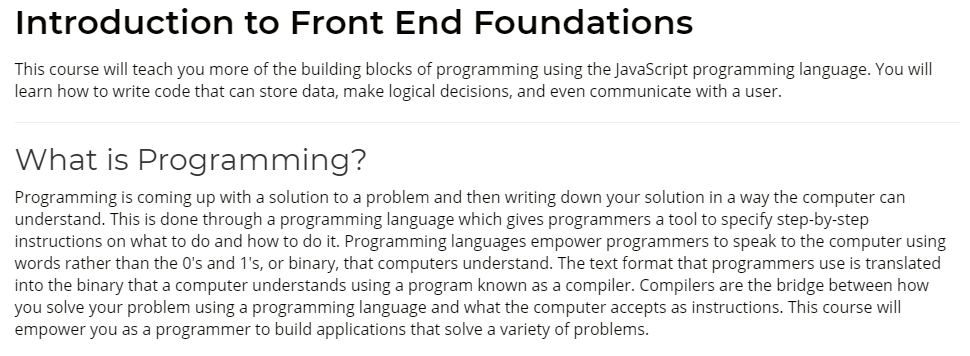 Introduction to Front End Foundations
This course will teach you more of the building blocks of programming using the JavaScript programming language. You will
learn how to write code that can store data, make logical decisions, and even communicate with a user.
What is Programming?
Programming is coming up with a solution to a problem and then writing down your solution in a way the computer can
understand. This is done through a programming language which gives programmers a tool to specify step-by-step
instructions on what to do and how to do it. Programming languages empower programmers to speak to the computer using
words rather than the 0's and 1's, or binary, that computers understand. The text format that programmers use is translated
into the binary that a computer understands using a program known as a compiler. Compilers are the bridge between how
you solve your problem using a programming language and what the computer accepts as instructions. This course will
empower you as a programmer to build applications that solve a variety of problems.